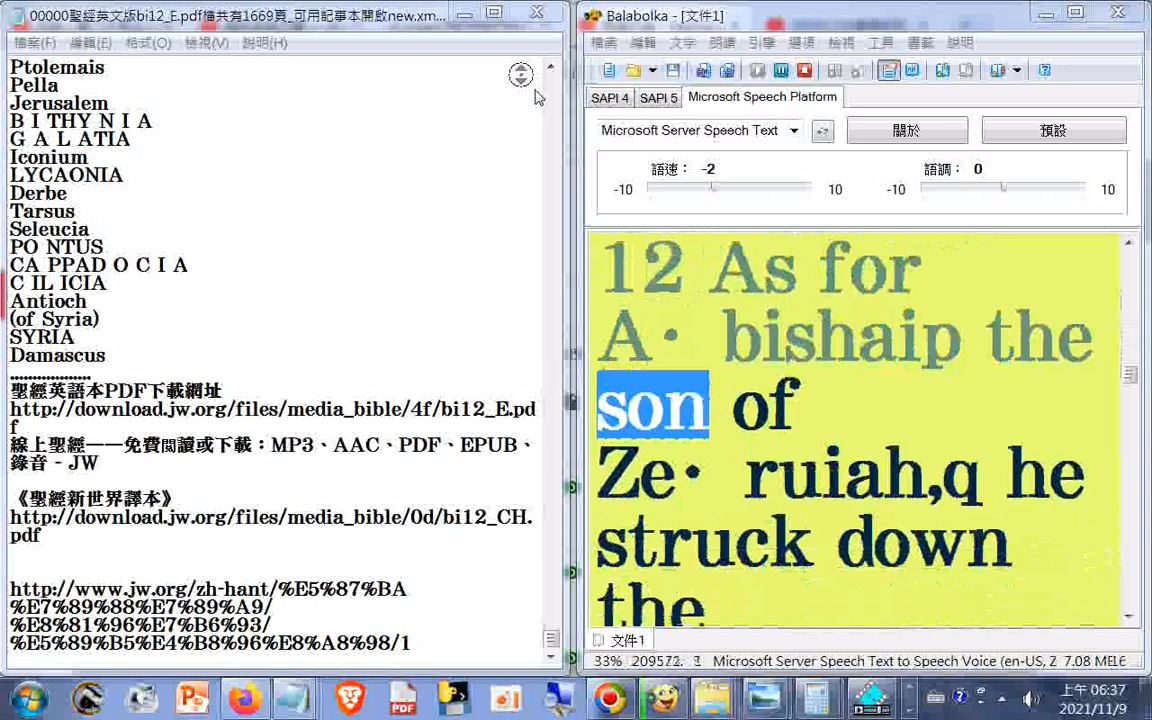 00000聖經英文版bi12_E.pdf檔共有1669頁_可用記事本開啟new.xm...
檔案(F) 編輯(E) 格式(O) 檢視(V) 說明(H)
Ptolemais
Pella
Jerusalem
B I THY N I A
G A L ATIA
Iconium
LYCAONIA
Derbe
Tarsus
Seleucia
PO NTUS
CA PPAD O C I A
C IL ICIA
Antioch
(of Syria)
SYRIA
Damascus
..................
聖經英語本PDF下載網址
http://download.jw.org/files/media_bible/4f/bi12_E.pd
f
線上聖經——免費閱讀或下載：MP3、AAC、PDF、EPUB、
錄音 - JW
《聖經新世界譯本》
http://download.jw.org/files/media_bible/0d/bi12_CH.
pdf
http://www.jw.org/zh-hant/%E5%87%BA
%E7%89%88%E7%89%A9/
%E8%81%96%E7%B6%93/
%E5%89%B5%E4%B8%96%E8%A8%98/1
Balabolka - [文件1]
檔案 編輯 文字 朗讀 引擎 選項 檢視 工具 書籤 說明
SAPI 4 SAPI 5 Microsoft Speech Platform
Microsoft Server Speech Text 關於 預設
語速： -2 語調： 0
-10 10 -10 10
12 As for
A· bishaip the
son of
Ze· ruiah,q he
struck down
the
文件1
33% 209572. Microsoft Server Speech Text to Speech Voice (en-US, Z 7.08 МЕ
PDF
上午 06:37
2021/11/9